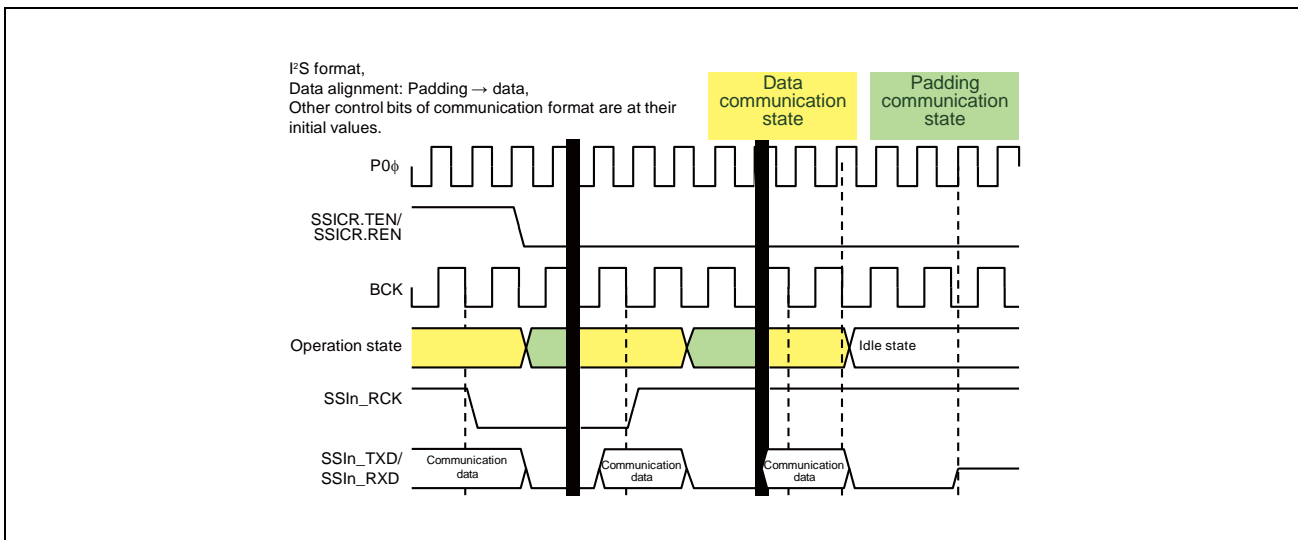 I²S format,
Data alignment: Padding → data,
Other control bits of communication format are at their
initial values.
Data
communication
state
Padding
communication
state
P0ϕ
SSICR.TEN/
SSICR.REN
BCK
Operation state
Idle state
SSIn_RCK
SSIn_TXD/
SSIn_RXD
Communication
data
Communication
data
Communication
data